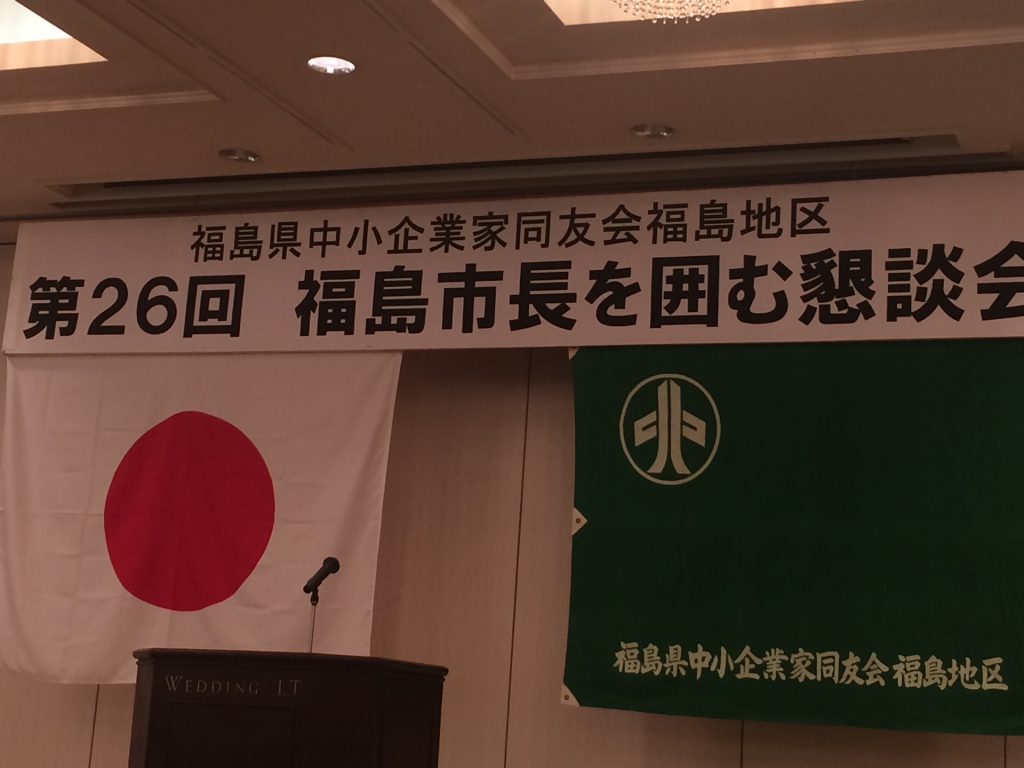 福島県中小企業家同友会福島地区
第26回 福島市長を囲む懇談会
福島県中小企業家同友会 福島地区
WEDDING LT